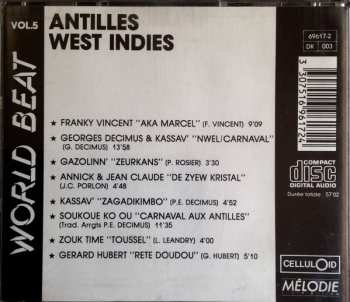 VOL.5
ANTILLES
WEST INDIES
WORLD BEAT
69617-2
DK 003
3 307516 961724
★ FRANKY VINCENT "AKA MARCEL" (F. VINCENT) 9'09
★ GEORGES DECIMUS & KASSAV' "NWEL/CARNAVAL"
(G. DECIMUS) 13'58
★ GAZOLINN' "ZEURKANS" (P. ROSIER) 3'30
★ ANNICK & JEAN CLAUDE "DE ZYEW KRISTAL"
(J.C. PORLON) 4'48
★ KASSAV' "ZAGADIKIMBO" (P.E. DECIMUS) 4'52
★ SOUKOUE KO OU "CARNAVAL AUX ANTILLES"
(Trad. Arrgts P.E. DECIMUS) 11'35
★ ZOUK TIME "TOUSSEL" (L. LEANDRY) 4'00
★ GERARD HUBERT "RETE DOUDOU" (G. HUBERT) 5'10
COMPACT
disc
DIGITAL AUDIO
Durée totale : 57'02
CELLULOID
MÉLODIE